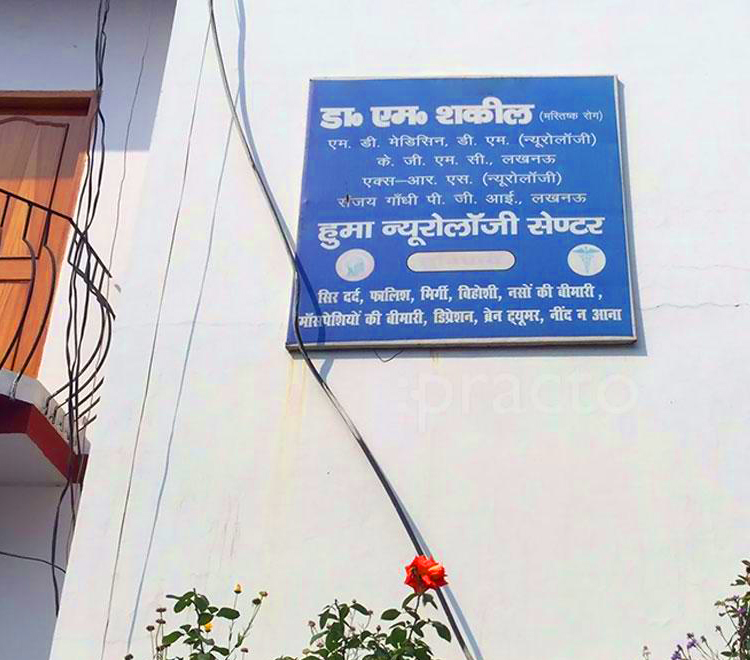 डा० एम० शकील (मस्तिष्क रोग)
एम. डी. मेडिसिन, डी. एम. (न्यूरोलॉजी)
के. जी. एम. सी., लखनऊ
एक्स–आर. एस. (न्यूरोलॉजी)
संजय गाँधी पी. जी. आई., लखनऊ
हुमा न्यूरोलॉजी सेण्टर
सिर दर्द, फालिश, मिर्गी, बिहोशी, नसों की बीमारी,
माँसपेशियों की बीमारी, डिप्रेशन, ब्रेन ट्यूमर, नींद न आना
:practo